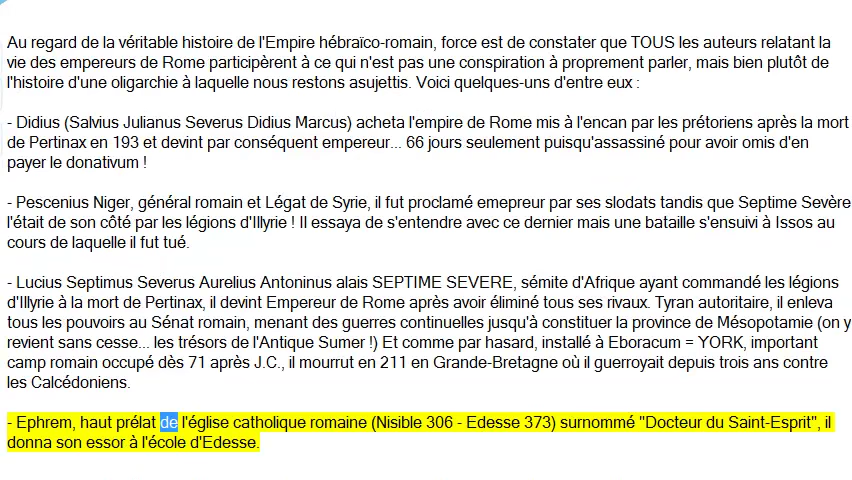 Au regard de la véritable histoire de l'Empire hébraïco-romain, force est de constater que TOUS les auteurs relatant la
vie des empereurs de Rome participèrent à ce qui n'est pas une conspiration à proprement parler, mais bien plutôt de
l'histoire d'une oligarchie à laquelle nous restons asujettis. Voici quelques-uns d'entre eux :
- Didius (Salvius Julianus Severus Didius Marcus) acheta l'empire de Rome mis à l'encan par les prétoriens après la mort
de Pertinax en 193 et devint par conséquent empereur... 66 jours seulement puisqu'assassiné pour avoir omis d'en
payer le donativum !
- Pescenius Niger, général romain et Légat de Syrie, il fut proclamé emepreur par ses slodats tandis que Septime Sevère
l'était de son côté par les légions d'Illyrie ! Il essaya de s'entendre avec ce dernier mais une bataille s'ensuivi à Issos au
cours de laquelle il fut tué.
- Lucius Septimus Severus Aurelius Antoninus alais SEPTIME SEVERE, sémite d'Afrique ayant commandé les légions
d'Illyrie à la mort de Pertinax, il devint Empereur de Rome après avoir éliminé tous ses rivaux. Tyran autoritaire, il enleva
tous les pouvoirs au Sénat romain, menant des guerres continuelles jusqu'à constituer la province de Mésopotamie (on y
revient sans cesse... les trésors de l'Antique Sumer !) Et comme par hasard, installé à Eboracum = YORK, important
camp romain occupé dès 71 après J.C., il mourrut en 211 en Grande-Bretagne où il guerroyait depuis trois ans contre
les Calcédoniens.
- Ephrem, haut prélat de l'église catholique romaine (Nisible 306 - Edesse 373) surnommé "Docteur du Saint-Esprit", il
donna son essor à l'école d'Edesse.